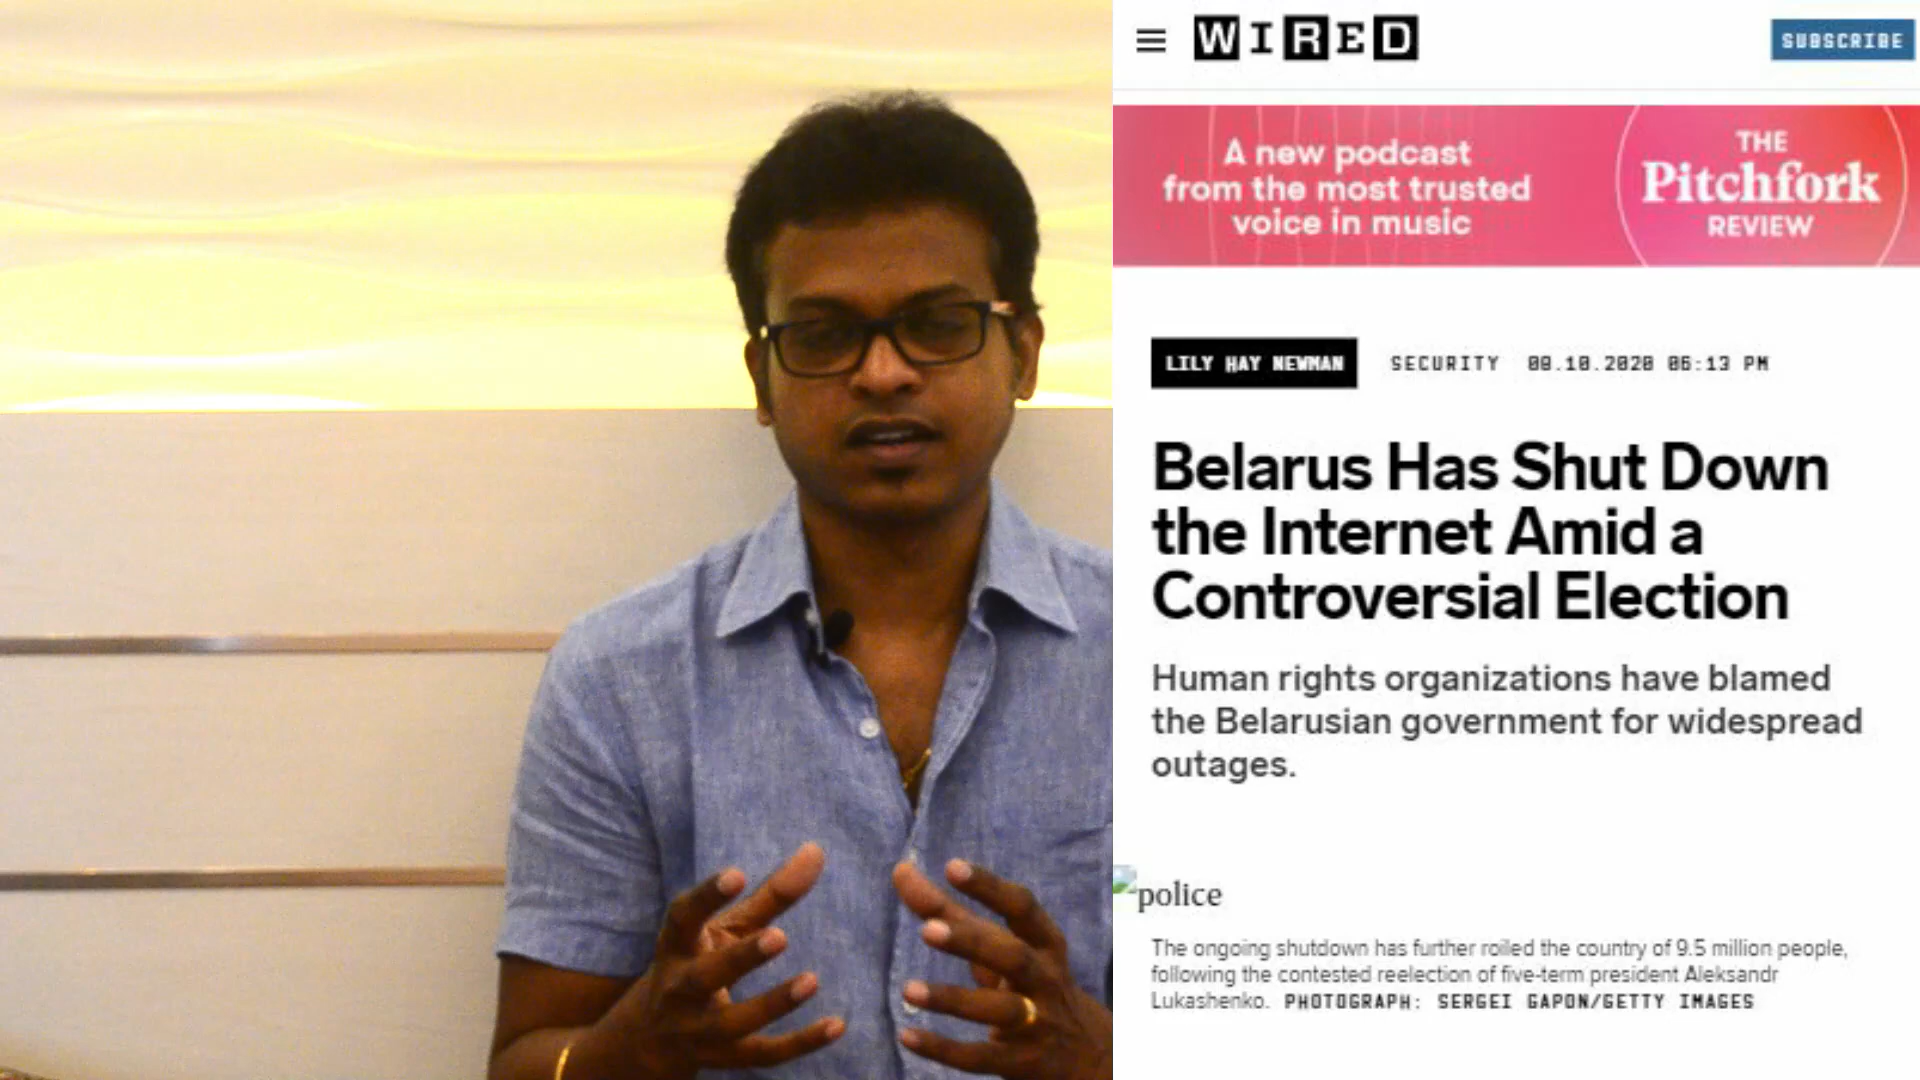 WIRED
SUBSCRIBE
A new podcast
from the most trusted
voice in music
THE
Pitchfork
REVIEW
LILY HAY NEWMAN
SECURITY 08.10.2020 05:13 PM
Belarus Has Shut Down
the Internet Amid a
Controversial Election
Human rights organizations have blamed
the Belarusian government for widespread
outages.
police
The ongoing shutdown has further roiled the country of 9.5 million people,
following the contested reelection of five-term president Aleksandr
Lukashenko. PHOTOGRAPH: SERGEI GAPON/GETTY IMAGES